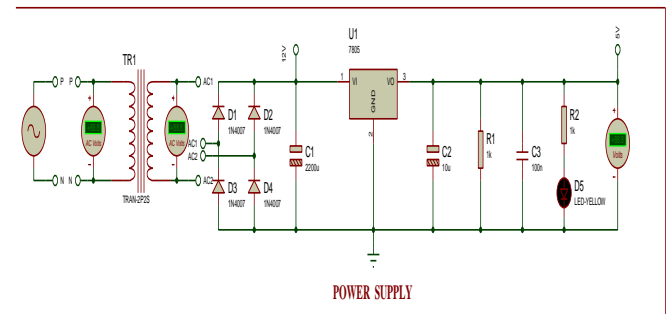 U1
7805
12V
5V
TR1
P P
AC1
1
VI
VO
3
GND
2
D1
1N4007
D2
1N4007
R2
1k
AC Volts
AC Volts
AC1
AC2
C1
2200u
C2
10u
R1
1k
C3
100n
Volts
N N
AC2
D3
1N4007
D4
1N4007
D5
LED-YELLOW
TRAN-2P2S
POWER SUPPLY